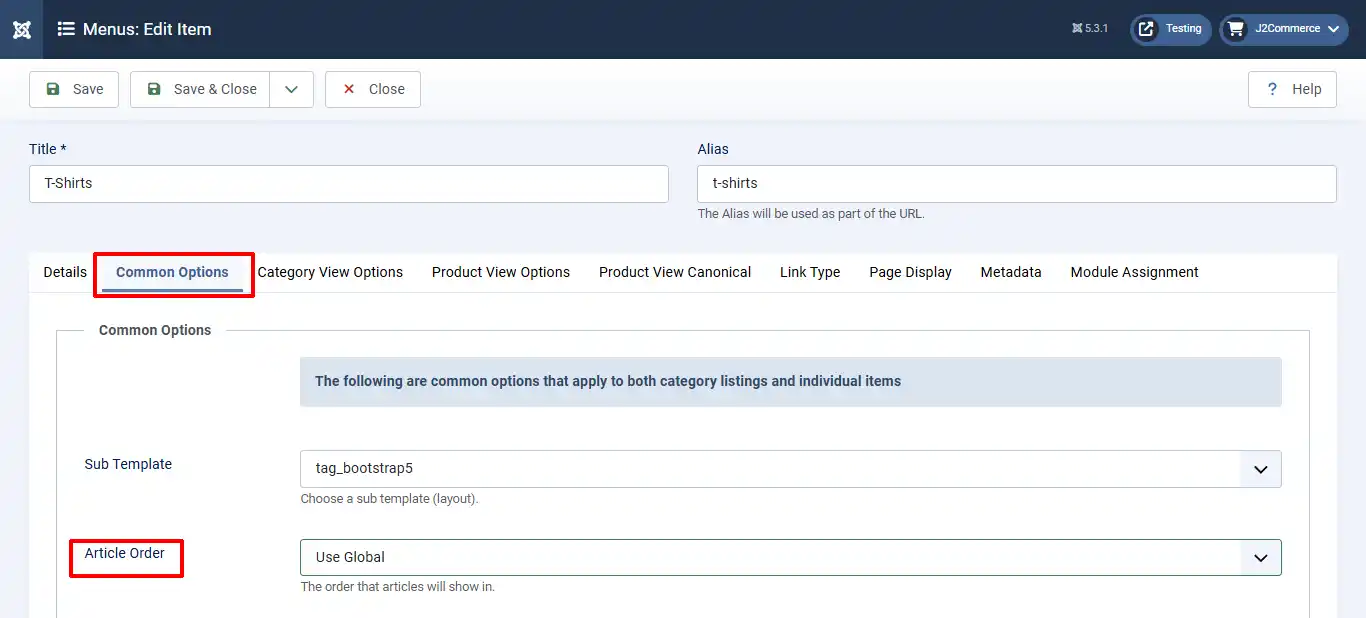 Menus: Edit Item
5.3.1
Testing
J2Commerce
Save
Save & Close
Close
? Help
Title *
Alias
T-Shirts
t-shirts
The Alias will be used as part of the URL.
Details
Common Options
Category View Options
Product View Options
Product View Canonical
Link Type
Page Display
Metadata
Module Assignment
Common Options
The following are common options that apply to both category listings and individual items
Sub Template
tag_bootstrap5
Choose a sub template (layout).
Article Order
Use Global
The order that articles will show in.